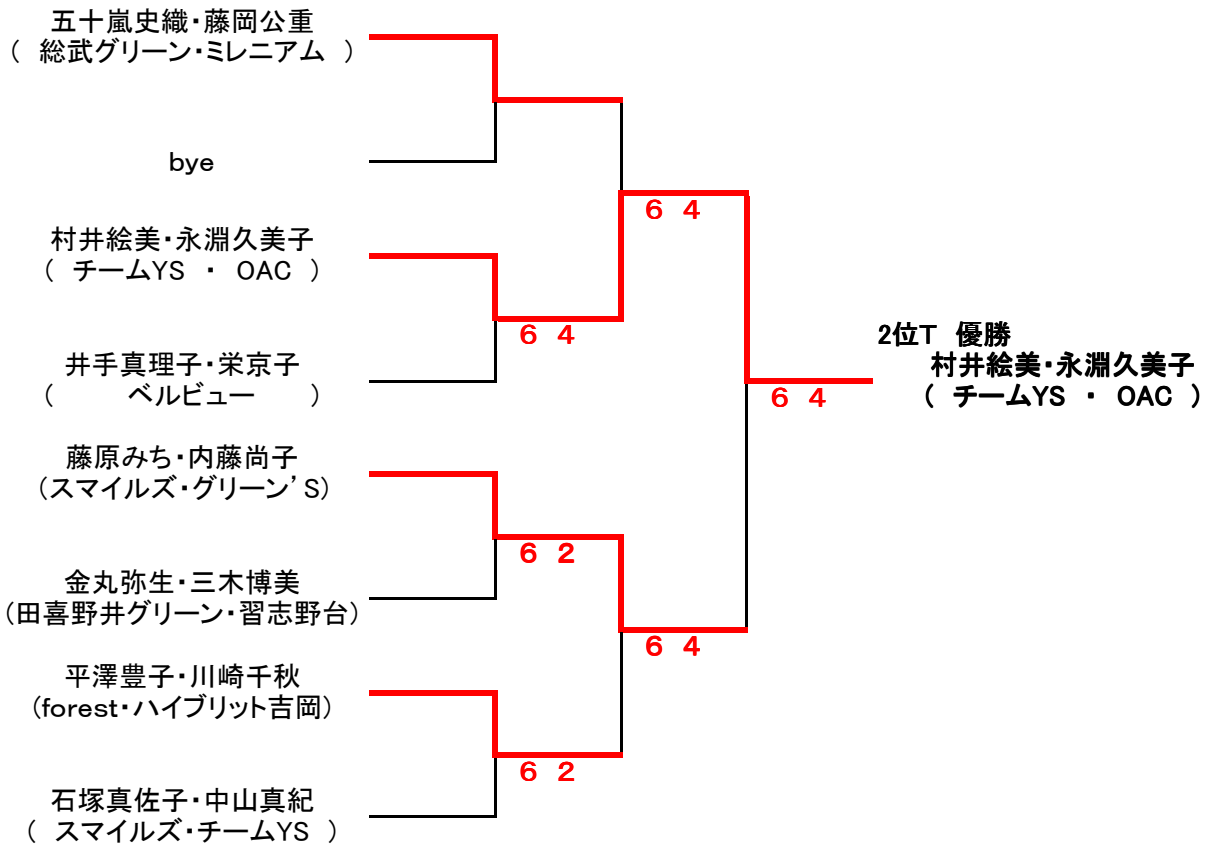 五十嵐史織・藤岡公重
( 総武グリーン・ミレニアム )
bye
村井絵美・永淵久美子
( チームYS ・ OAC )
6 4
井手真理子・栄京子
( ベルビュー )
6 4
2位T 優勝
村井絵美・永淵久美子
( チームYS ・ OAC )
6 4
藤原みち・内藤尚子
(スマイルズ・グリーン’S)
6 2
金丸弥生・三木博美
(田喜野井グリーン・習志野台)
6 4
平澤豊子・川崎千秋
(forest・ハイブリット吉岡)
6 2
石塚真佐子・中山真紀
( スマイルズ・チームYS )